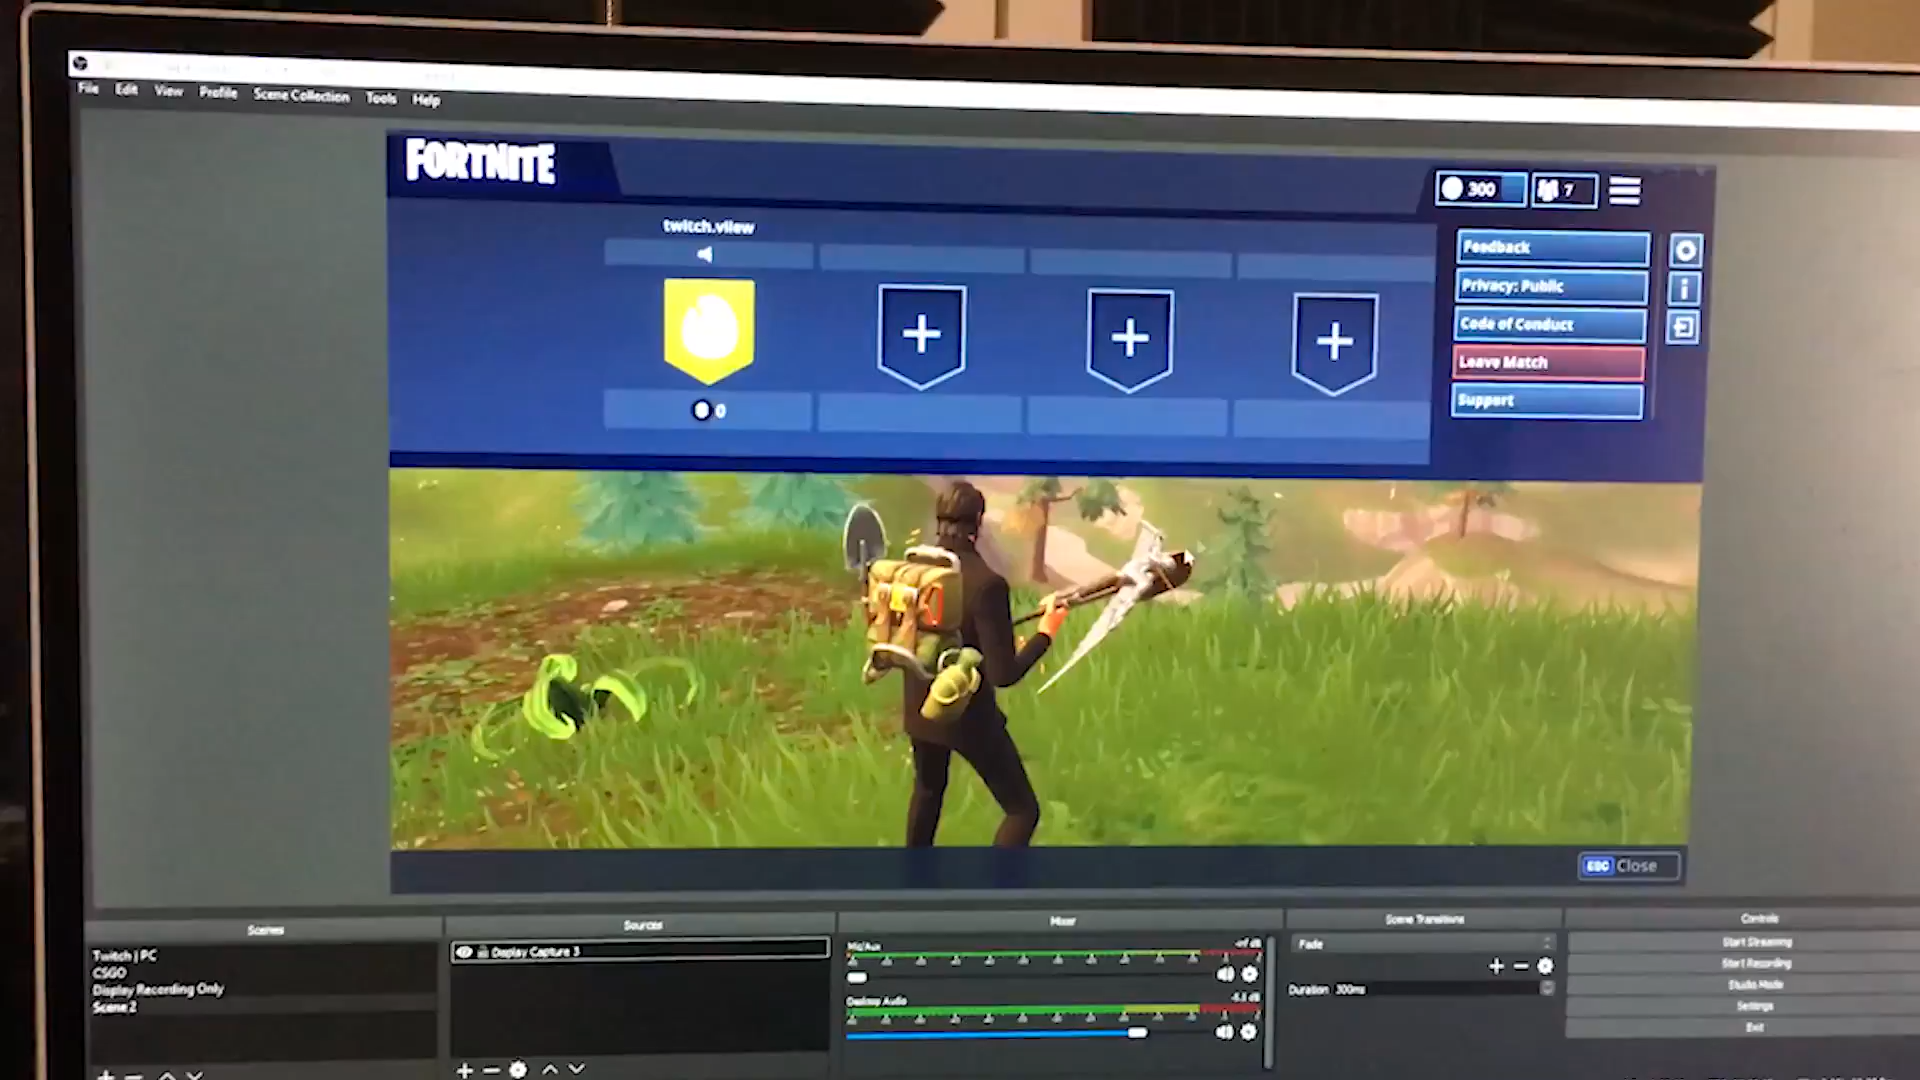 File Edit View Profile Scene Collection Tools Help
FORTNITE
300
7
twitch.vilew
Feedback
Privacy: Public
Code of Conduct
Leave Match
Support
0
ESC Close
Scenes
Sources
Mixer
Scene Transitions
Controls
Twitch | PC
CSGO
Display Recording Only
Scene 2
Display Capture 3
Mic/Aux
-inf dB
Desktop Audio
Fade
Duration 300ms
Start Streaming
Start Recording
Studio Mode
Settings
Exit